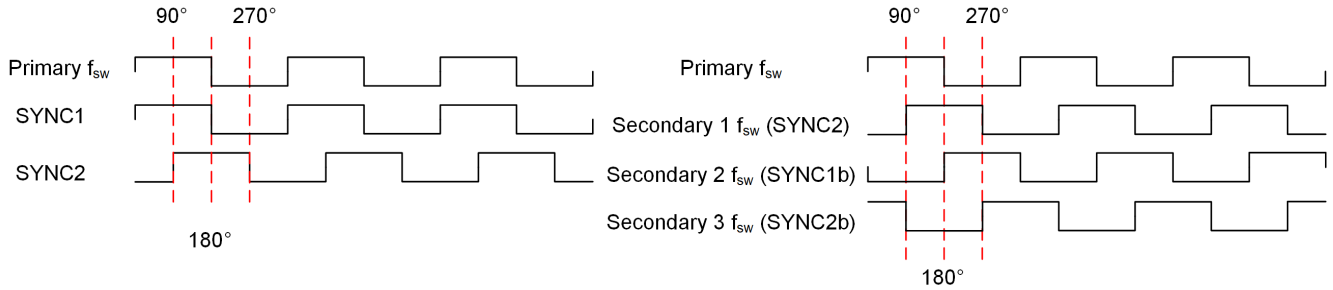 90° 270°
Primary fsw
SYNC1
SYNC2
180°
90° 270°
Primary fsw
Secondary 1 fsw (SYNC2)
Secondary 2 fsw (SYNC1b)
Secondary 3 fsw (SYNC2b)
180°